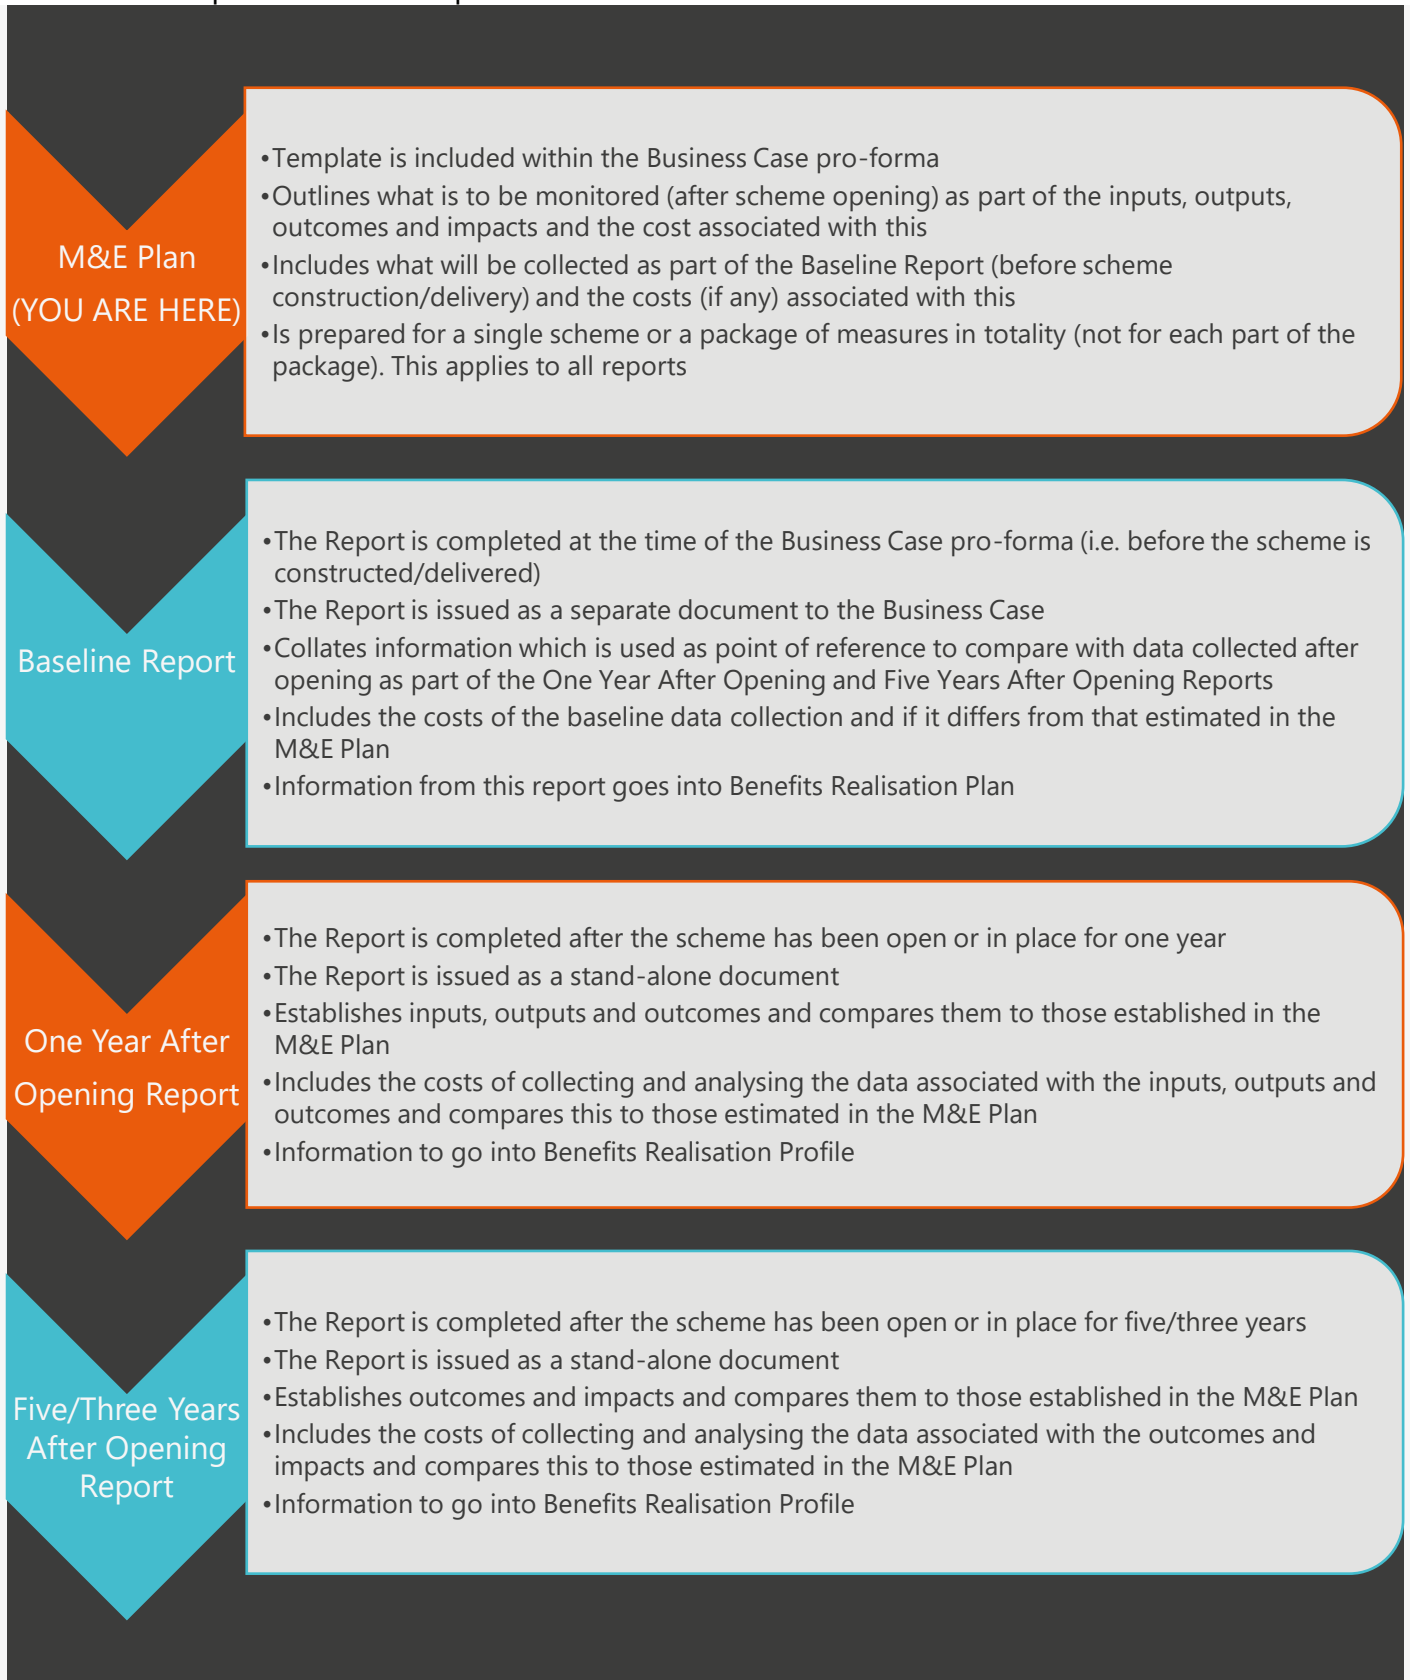 M&E Plan
(YOU ARE HERE)
•Template is included within the Business Case pro-forma
•Outlines what is to be monitored (after scheme opening) as part of the inputs, outputs,
outcomes and impacts and the cost associated with this
•Includes what will be collected as part of the Baseline Report (before scheme
construction/delivery) and the costs (if any) associated with this
•Is prepared for a single scheme or a package of measures in totality (not for each part of the
package). This applies to all reports
Baseline Report
•The Report is completed at the time of the Business Case pro-forma (i.e. before the scheme is
constructed/delivered)
•The Report is issued as a separate document to the Business Case
•Collates information which is used as point of reference to compare with data collected after
opening as part of the One Year After Opening and Five Years After Opening Reports
•Includes the costs of the baseline data collection and if it differs from that estimated in the
M&E Plan
•Information from this report goes into Benefits Realisation Plan
One Year After
Opening Report
•The Report is completed after the scheme has been open or in place for one year
•The Report is issued as a stand-alone document
•Establishes inputs, outputs and outcomes and compares them to those established in the
M&E Plan
•Includes the costs of collecting and analysing the data associated with the inputs, outputs and
outcomes and compares this to those estimated in the M&E Plan
•Information to go into Benefits Realisation Profile
Five/Three Years
After Opening
Report
•The Report is completed after the scheme has been open or in place for five/three years
•The Report is issued as a stand-alone document
•Establishes outcomes and impacts and compares them to those established in the M&E Plan
•Includes the costs of collecting and analysing the data associated with the outcomes and
impacts and compares this to those estimated in the M&E Plan
•Information to go into Benefits Realisation Profile